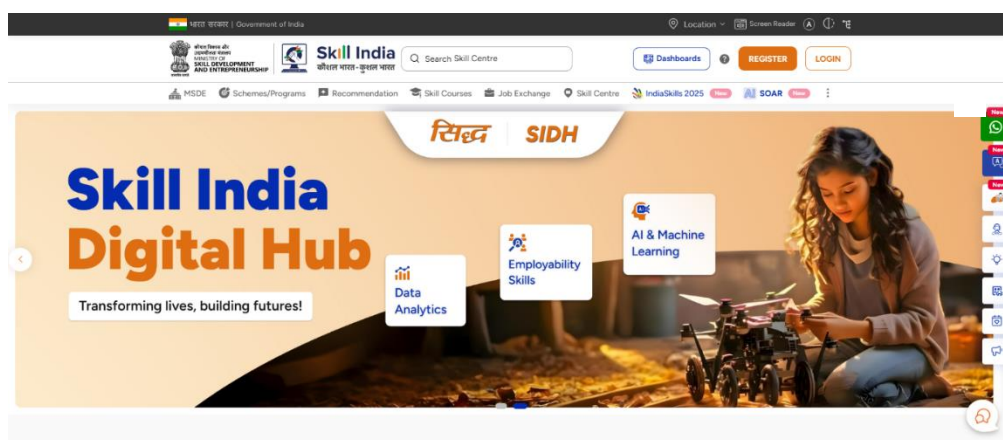 भारत सरकार | Government of India
Location
Screen Reader
A
कौशल विकास और
उद्यमशीलता मंत्रालय
MINISTRY OF
SKILL DEVELOPMENT
AND ENTREPRENEURSHIP
Skill India
कौशल भारत-कुशल भारत
Search Skill Centre
Dashboards
REGISTER
LOGIN
MSDE
Schemes/Programs
Recommendation
Skill Courses
Job Exchange
Skill Centre
IndiaSkills 2025
New
AI SOAR
New
सिद्ध
SIDH
New
New
New
Skill India
Digital Hub
Transforming lives, building futures!
Data
Analytics
Employability
Skills
AI & Machine
Learning